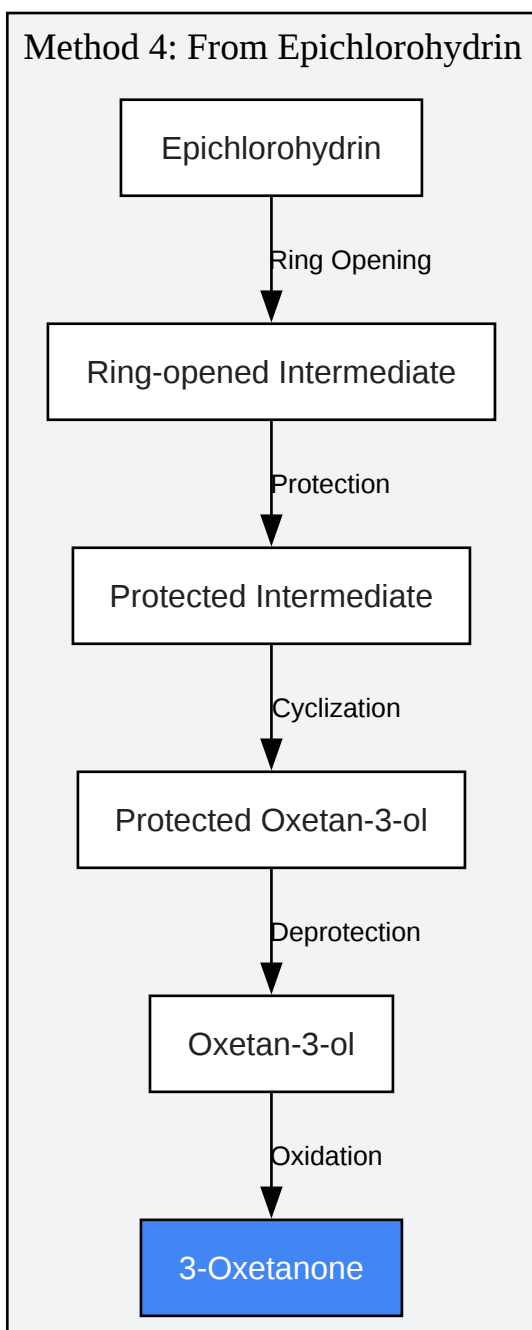 Method 4: From Epichlorohydrin
Epichlorohydrin
Ring Opening
Ring-opened Intermediate
Protection
Protected Intermediate
Cyclization
Protected Oxetan-3-ol
Deprotection
Oxetan-3-ol
Oxidation
3-Oxetanone